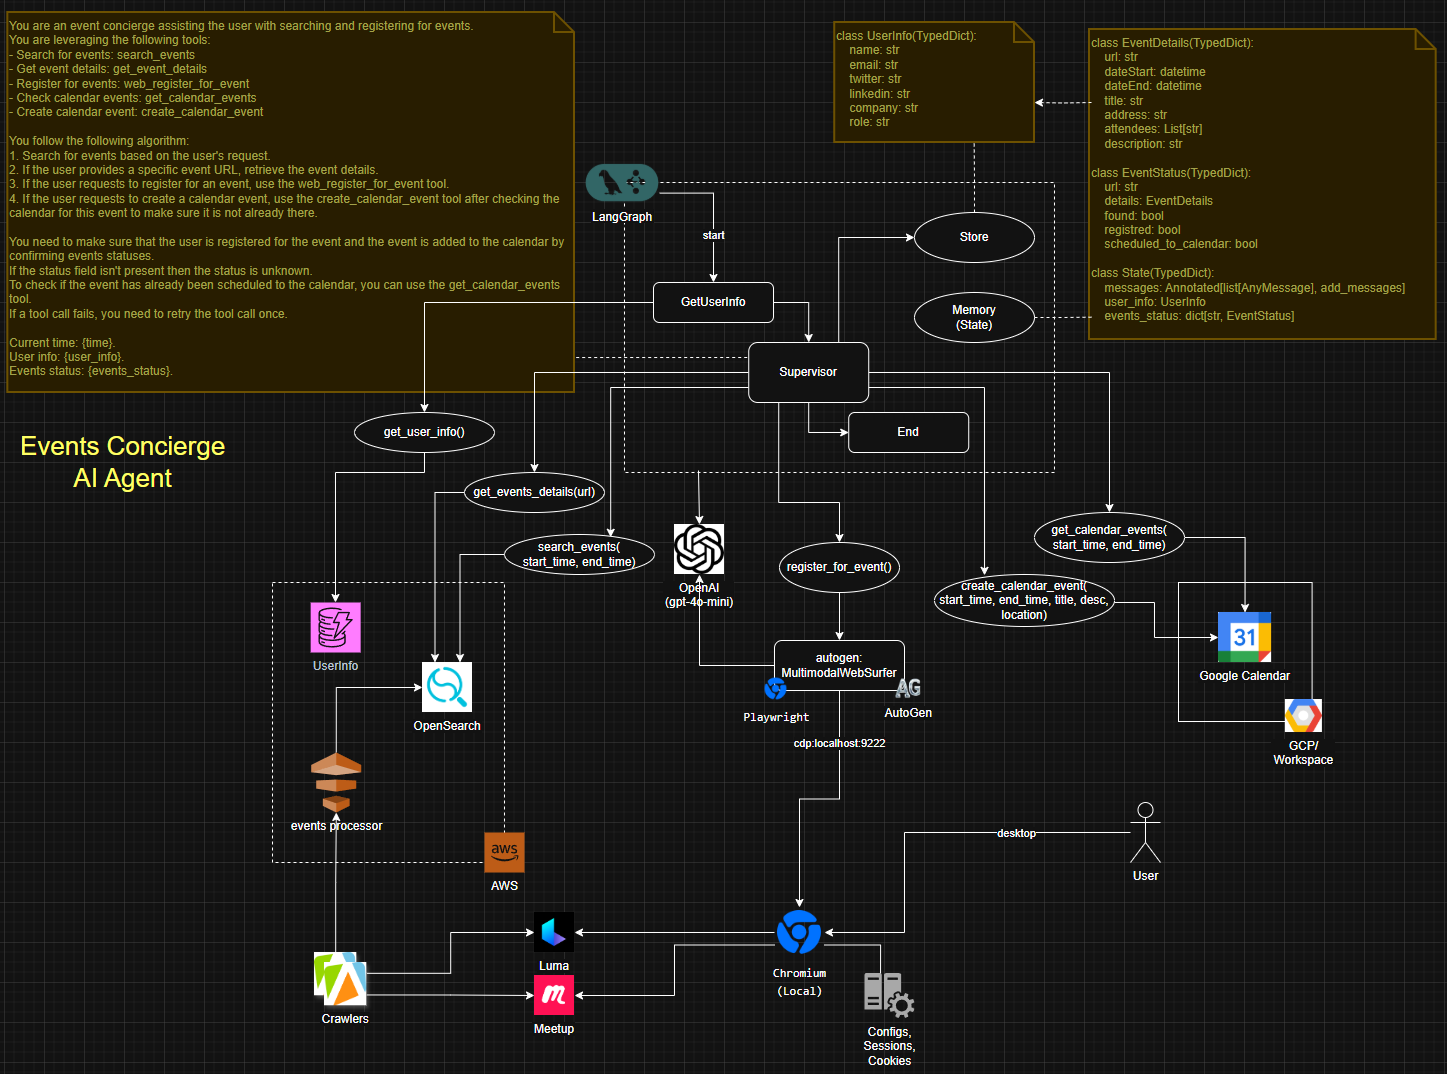 You are an event concierge assisting the user with searching and registering for events.
You are leveraging the following tools:
- Search for events: search_events
- Get event details: get_event_details
- Register for events: web_register_for_event
- Check calendar events: get_calendar_events
- Create calendar event: create_calendar_event
You follow the following algorithm:
1. Search for events based on the user's request.
2. If the user provides a specific event URL, retrieve the event details.
3. If the user requests to register for an event, use the web_register_for_event tool.
4. If the user requests to create a calendar event, use the create_calendar_event tool after checking the
calendar for this event to make sure it is not already there.
You need to make sure that the user is registered for the event and the event is added to the calendar by
confirming events statuses.
If the status field isn't present then the status is unknown.
To check if the event has already been scheduled to the calendar, you can use the get_calendar_events
tool.
If a tool call fails, you need to retry the tool call once.
Current time: {time}.
User info: {user_info}.
Events status: {events_status}.
class UserInfo(TypedDict):
name: str
email: str
twitter: str
linkedin: str
company: str
role: str
class EventDetails(TypedDict):
url: str
dateStart: datetime
dateEnd: datetime
title: str
address: str
attendees: List[str]
description: str
class EventStatus(TypedDict):
url: str
details: EventDetails
found: bool
registred: bool
scheduled_to_calendar: bool
class State(TypedDict):
messages: Annotated[list[AnyMessage], add_messages]
user_info: UserInfo
events_status: dict[str, EventStatus]
LangGraph
start
Store
GetUserInfo
Memory
(State)
Supervisor
End
get_user_info()
Events Concierge
AI Agent
get_events_details(url)
search_events(
start_time, end_time)
OpenAI
(gpt-4o-mini)
register_for_event()
get_calendar_events(
start_time, end_time)
create_calendar_event(
start_time, end_time, title, desc,
location)
31
Google Calendar
UserInfo
autogen:
MultimodalWebSurfer
AG
AutoGen
Playwright
OpenSearch
cdp:localhost:9222
GCP/
Workspace
events processor
desktop
User
aws
AWS
Luma
Chromium
(Local)
Crawlers
m
Meetup
Configs,
Sessions,
Cookies